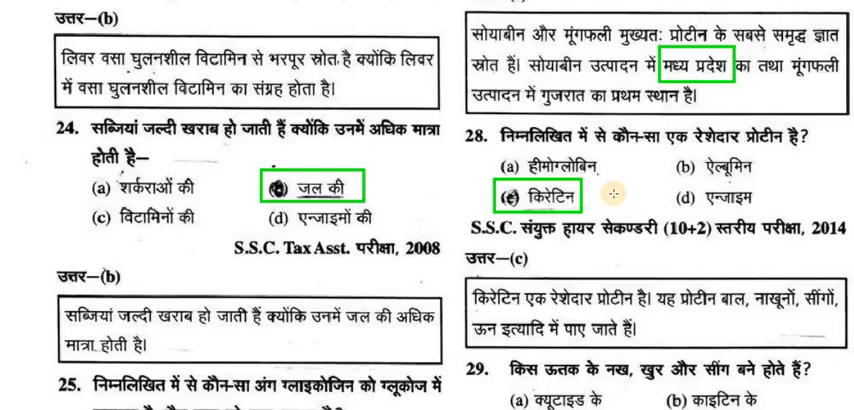 उत्तर–(b)
लिवर वसा घुलनशील विटामिन से भरपूर स्रोत है क्योंकि लिवर
में वसा घुलनशील विटामिन का संग्रह होता है।
24. सब्जियां जल्दी खराब हो जाती हैं क्योंकि उनमें अधिक मात्रा
होती है–
(a) शर्कराओं की (b) जल की
(c) विटामिनों की (d) एन्जाइमों की
S.S.C. Tax Asst. परीक्षा, 2008
उत्तर–(b)
सब्जियां जल्दी खराब हो जाती हैं क्योंकि उनमें जल की अधिक
मात्रा होती है।
25. निम्नलिखित में से कौन-सा अंग ग्लाइकोजिन को ग्लूकोज में
सोयाबीन और मूंगफली मुख्यतः प्रोटीन के सबसे समृद्ध ज्ञात
स्रोत हैं। सोयाबीन उत्पादन में मध्य प्रदेश का तथा मूंगफली
उत्पादन में गुजरात का प्रथम स्थान है।
28. निम्नलिखित में से कौन-सा एक रेशेदार प्रोटीन है?
(a) हीमोग्लोबिन (b) ऐल्बूमिन
(c) किरेटिन (d) एन्जाइम
S.S.C. संयुक्त हायर सेकण्डरी (10+2) स्तरीय परीक्षा, 2014
उत्तर–(c)
किरेटिन एक रेशेदार प्रोटीन है। यह प्रोटीन बाल, नाखूनों, सींगों,
ऊन इत्यादि में पाए जाते हैं।
29. किस ऊतक के नख, खुर और सींग बने होते हैं?
(a) क्यूटाइड के (b) काइटिन के